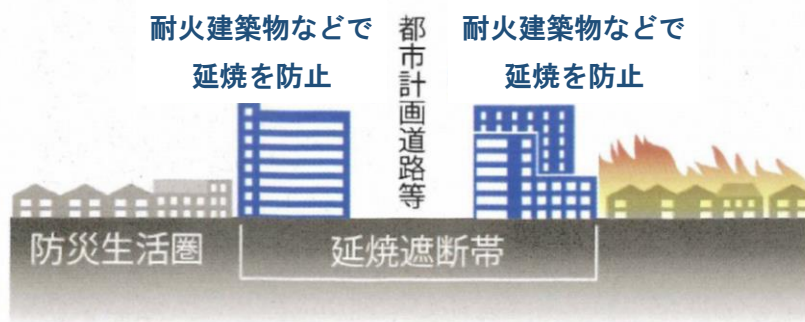 耐火建築物などで
延焼を防止
都市計画道路等
耐火建築物などで
延焼を防止
防災生活圏
延焼遮断帯